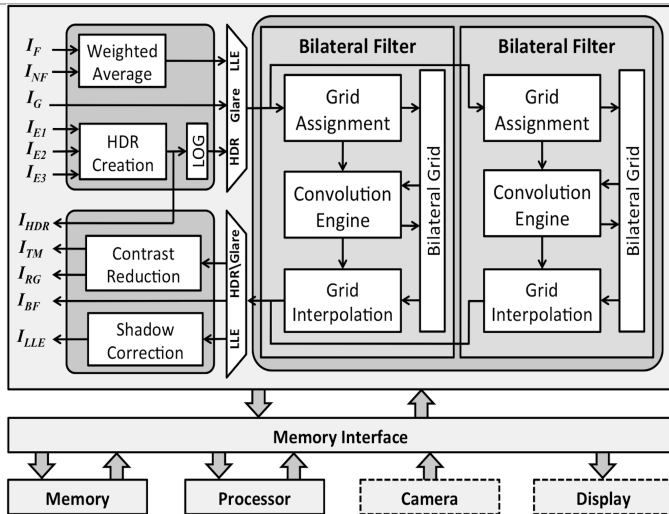 I_F
I_NF
I_G
I_E1
I_E2
I_E3
Weighted
Average
HDR
Creation
LOG
LLE
Glare
HDR
I_HDR
I_TM
I_RG
I_BF
I_LLE
Contrast
Reduction
Shadow
Correction
HDR\Glare
LLE
Bilateral Filter
Grid
Assignment
Convolution
Engine
Grid
Interpolation
Bilateral Grid
Bilateral Filter
Grid
Assignment
Convolution
Engine
Grid
Interpolation
Bilateral Grid
Memory Interface
Memory
Processor
Camera
Display